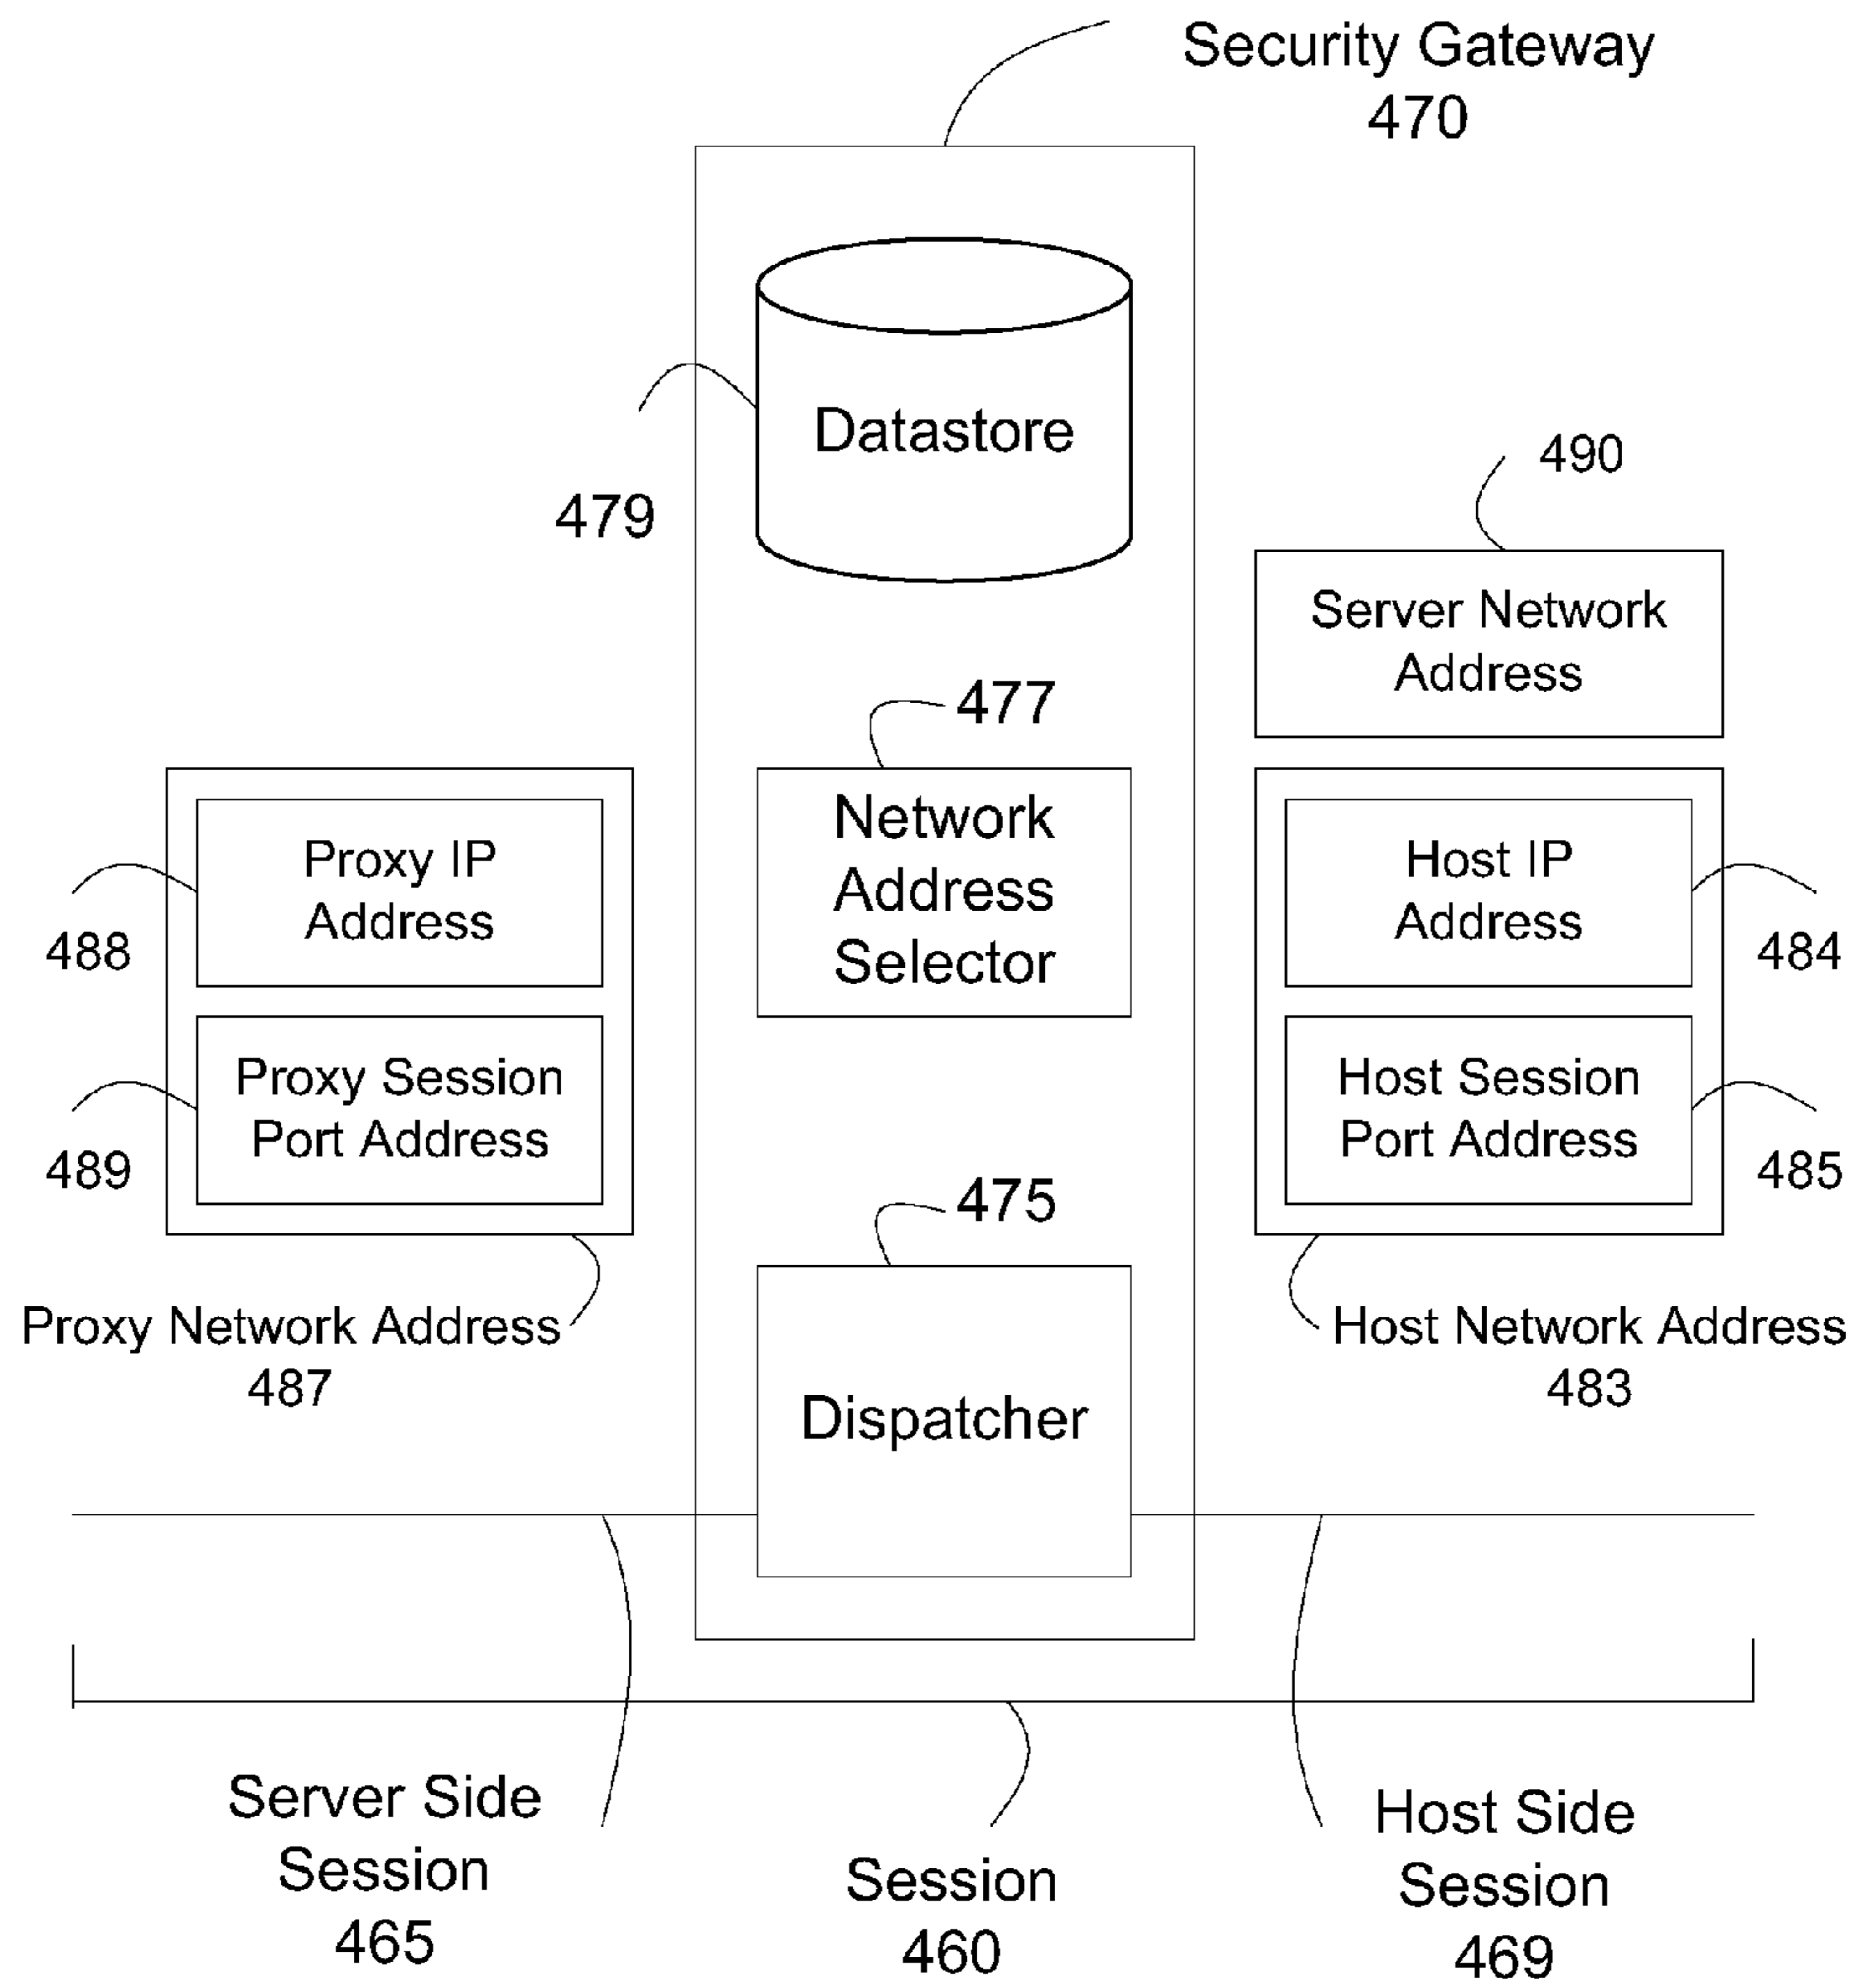 Security Gateway
470
Datastore
479
490
Server Network
Address
477
Network
Address
Selector
Proxy IP
Address
488
Proxy Session
Port Address
489
Host IP
Address
484
Host Session
Port Address
485
475
Proxy Network Address
487
Host Network Address
483
Dispatcher
Server Side
Session
465
Session
460
Host Side
Session
469